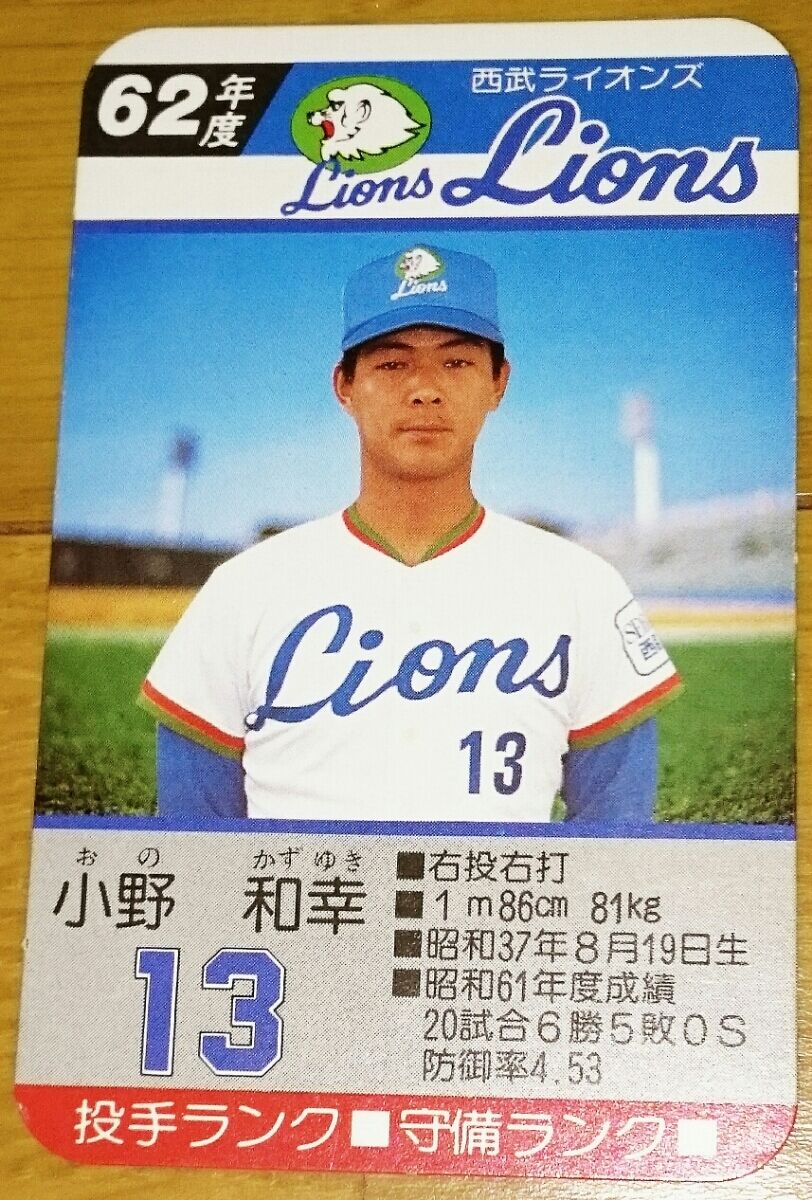 62年度
西武ライオンズ
Lions Lions
Lions
Lions
13
おの かずゆき
小野 和幸
13
■右投右打
■1m86cm 81kg
■昭和37年8月19日生
■昭和61年度成績
20試合6勝5敗0S
防御率4.53
投手ランク■守備ランク■